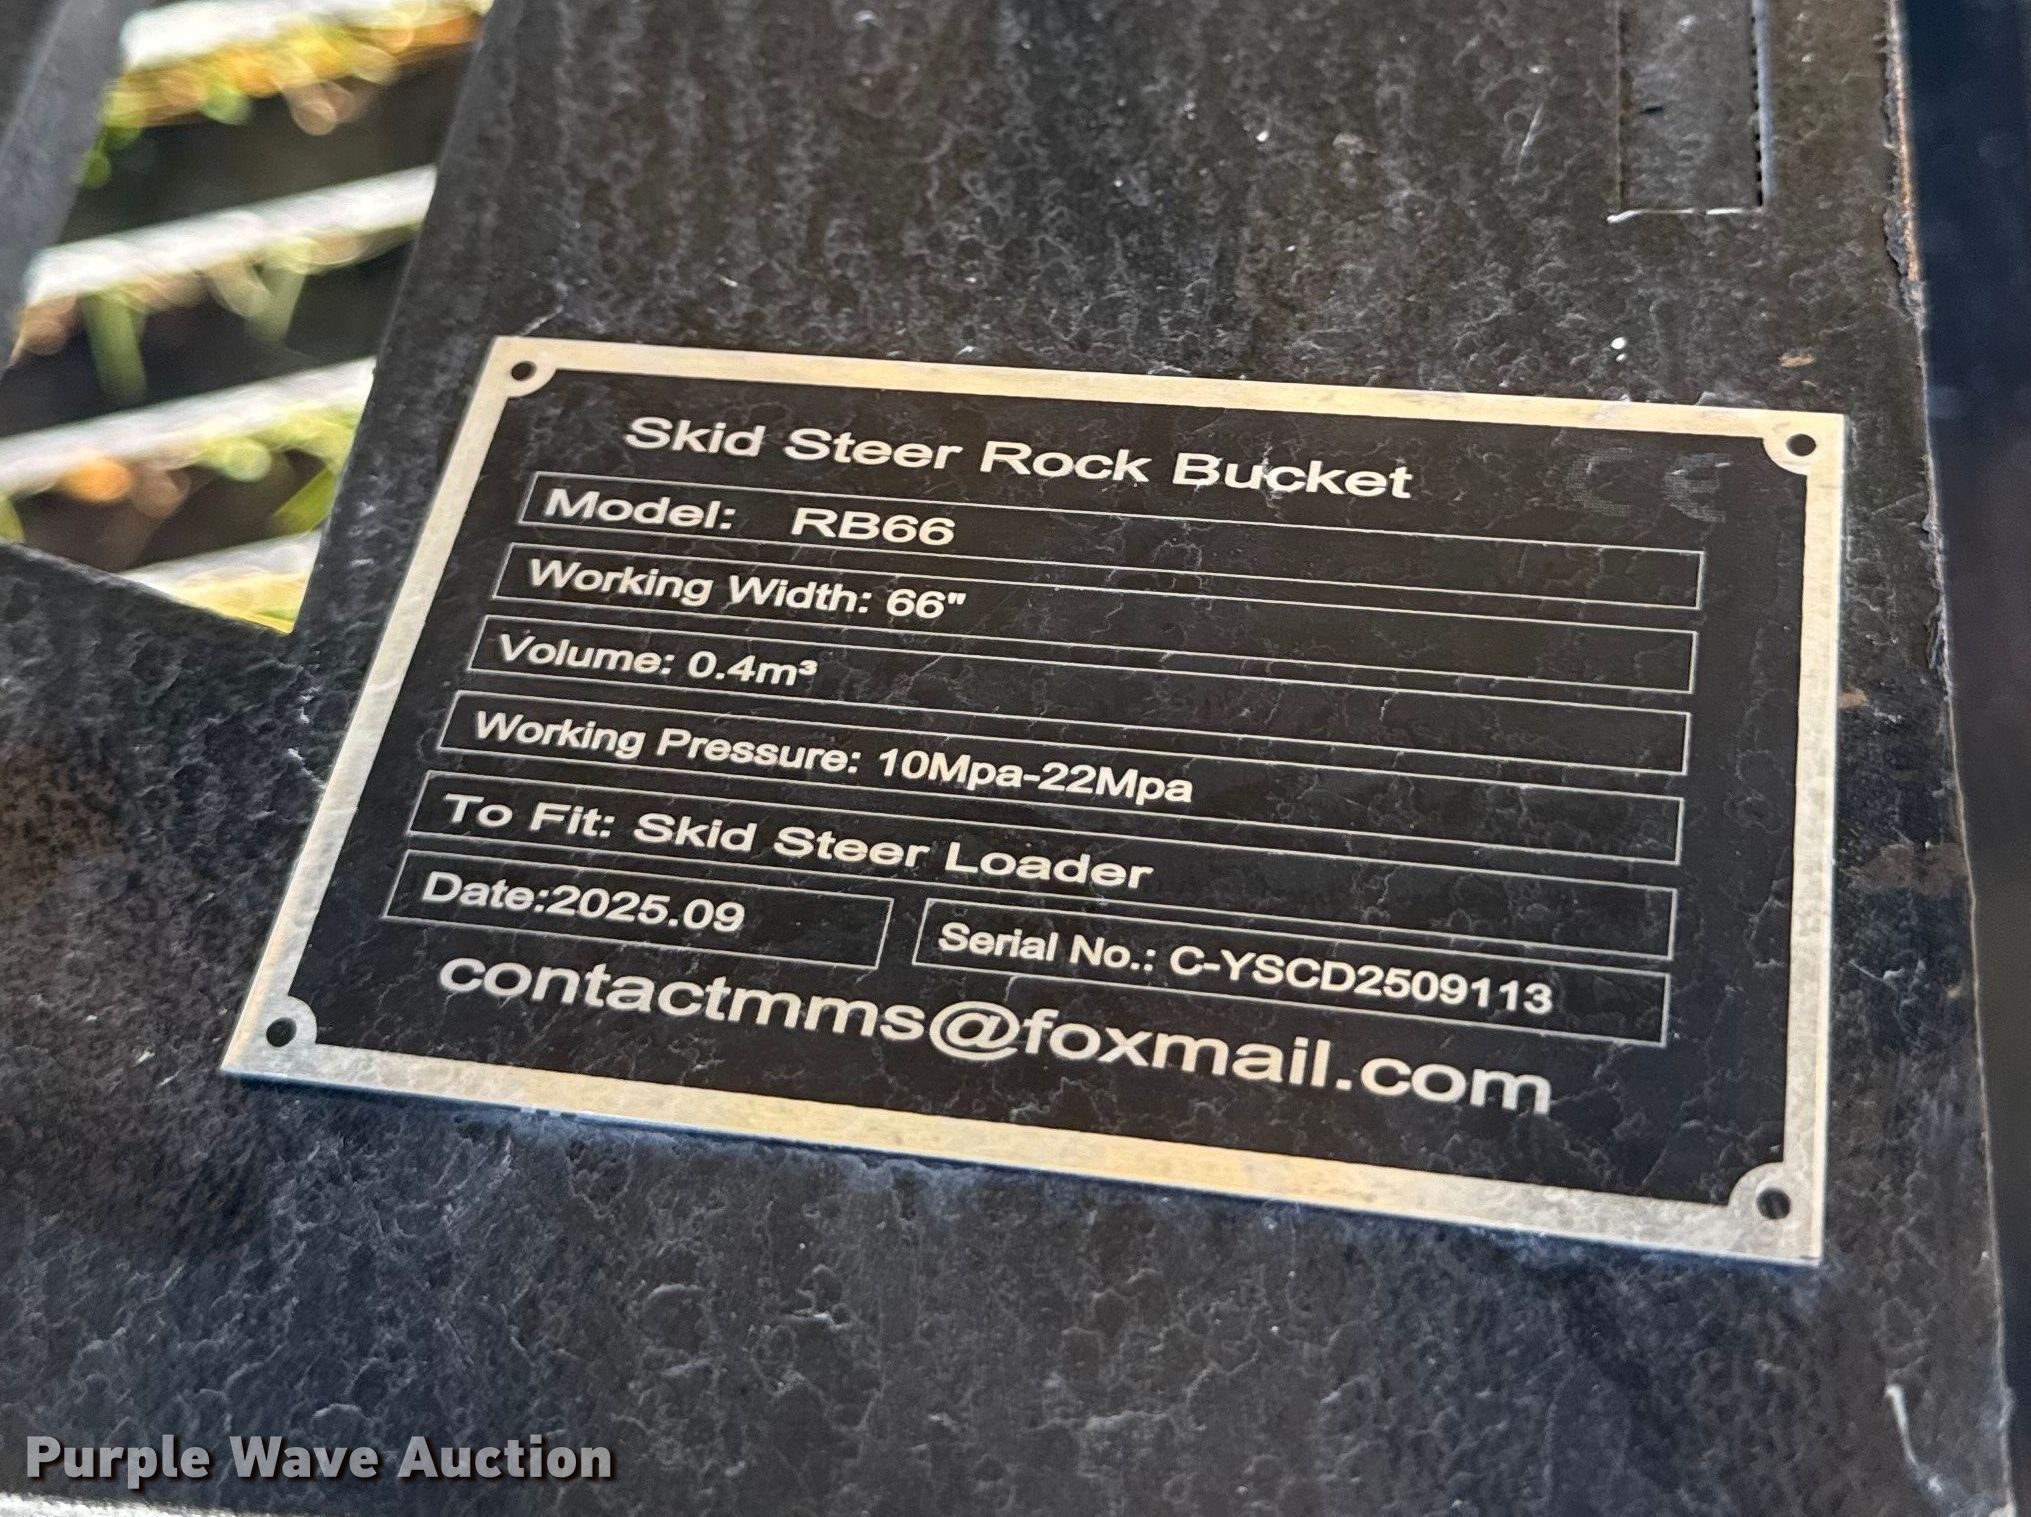 Skid Steer Rock Bucket
CE
Model: RB66
Working Width: 66"
Volume: 0.4m³
Working Pressure: 10Mpa-22Mpa
To Fit: Skid Steer Loader
Date:2025.09
Serial No.: C-YSCD2509113
contactmms@foxmail.com
Purple Wave Auction